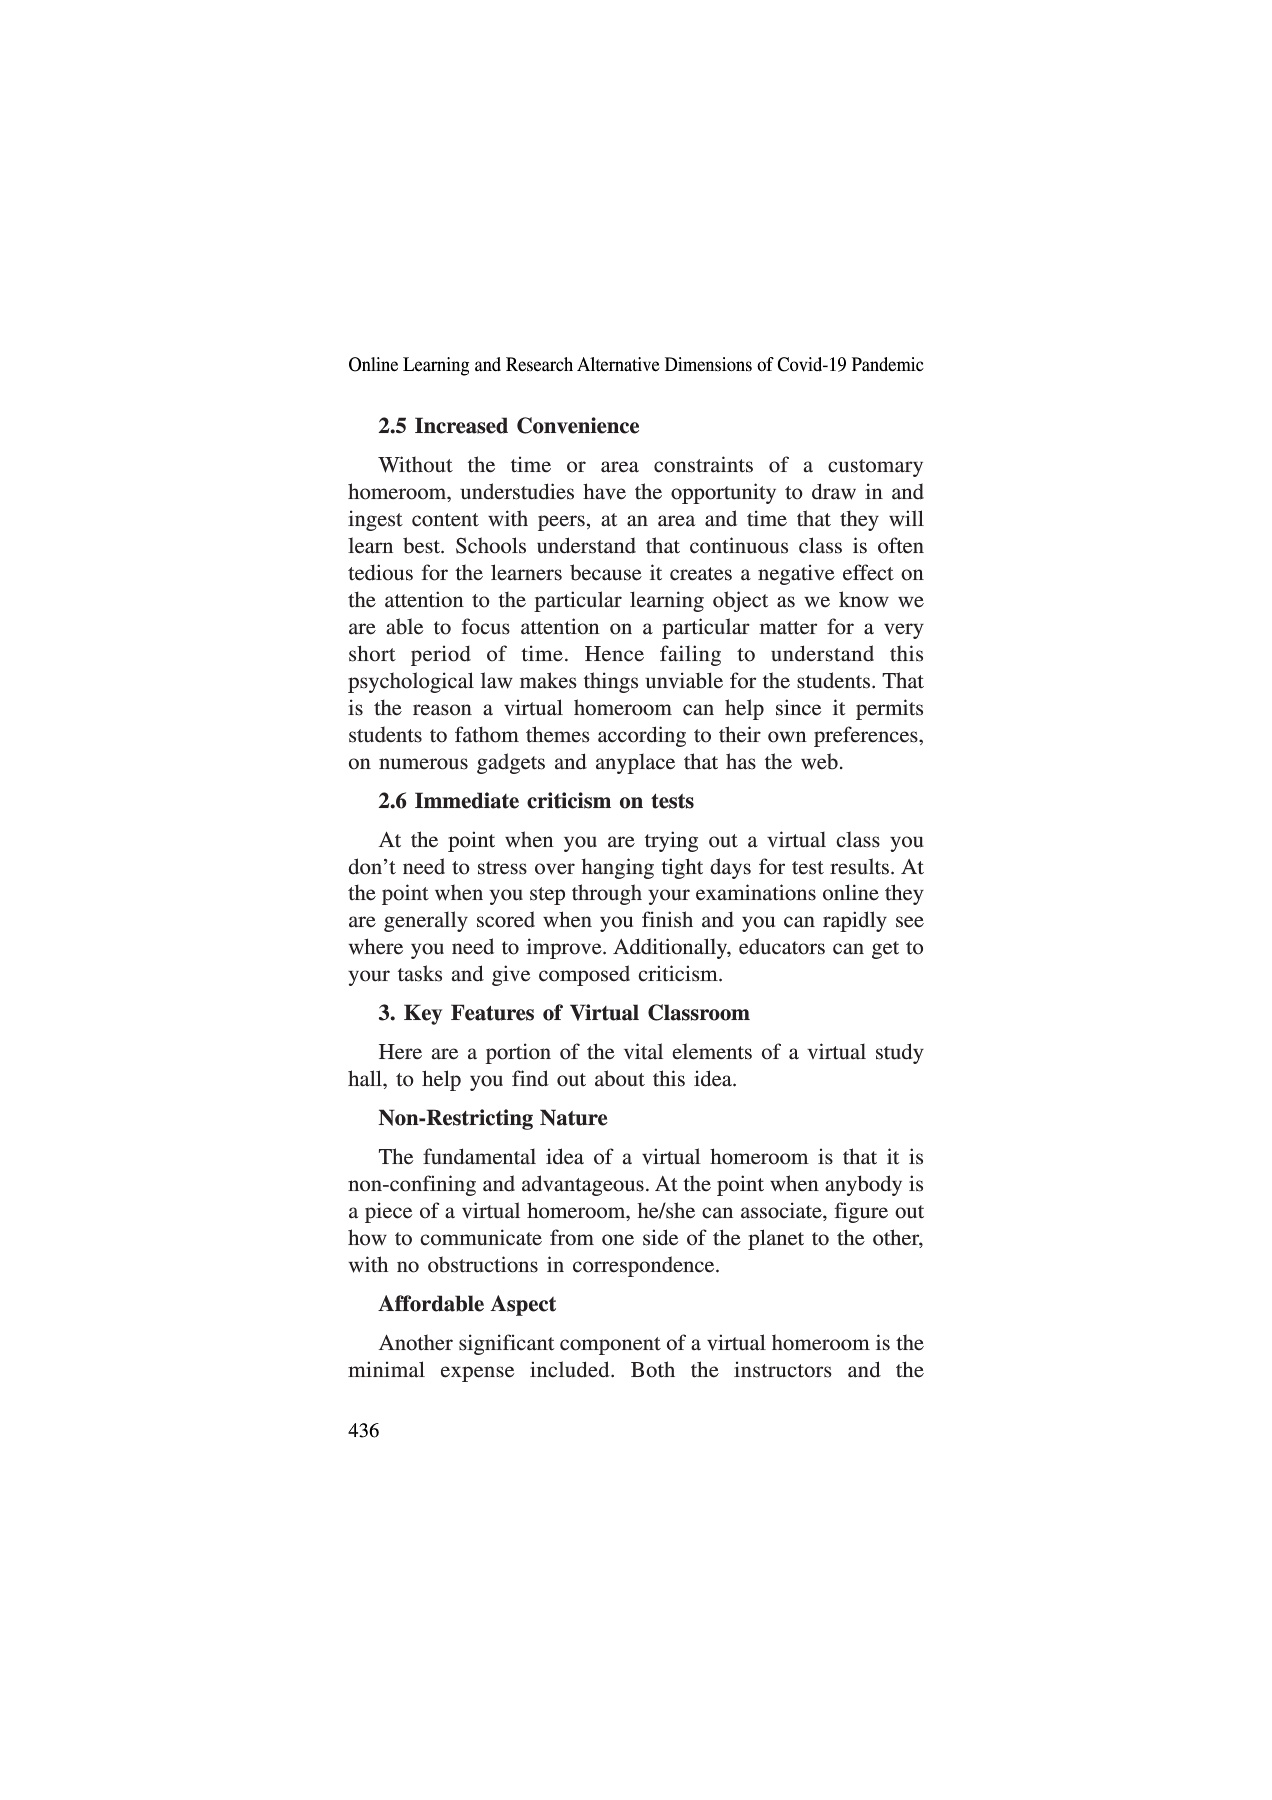 Online Learning and Research Alternative Dimensions of Covid-19 Pandemic
2.5 Increased Convenience
Without the time or area constraints of a customary
homeroom, understudies have the opportunity to draw in and
ingest content with peers, at an area and time that they will
learn best. Schools understand that continuous class is often
tedious for the learners because it creates a negative effect on
the attention to the particular learning object as we know we
are able to focus attention on a particular matter for a very
short period of time. Hence failing to understand this
psychological law makes things unviable for the students. That
is the reason a virtual homeroom can help since it permits
students to fathom themes according to their own preferences,
on numerous gadgets and anyplace that has the web.
2.6 Immediate criticism on tests
At the point when you are trying out a virtual class you
don’t need to stress over hanging tight days for test results. At
the point when you step through your examinations online they
are generally scored when you finish and you can rapidly see
where you need to improve. Additionally, educators can get to
your tasks and give composed criticism.
3. Key Features of Virtual Classroom
Here are a portion of the vital elements of a virtual study
hall, to help you find out about this idea.
Non-Restricting Nature
The fundamental idea of a virtual homeroom is that it is
non-confining and advantageous. At the point when anybody is
a piece of a virtual homeroom, he/she can associate, figure out
how to communicate from one side of the planet to the other,
with no obstructions in correspondence.
Affordable Aspect
Another significant component of a virtual homeroom is the
minimal expense included. Both the instructors and the
436